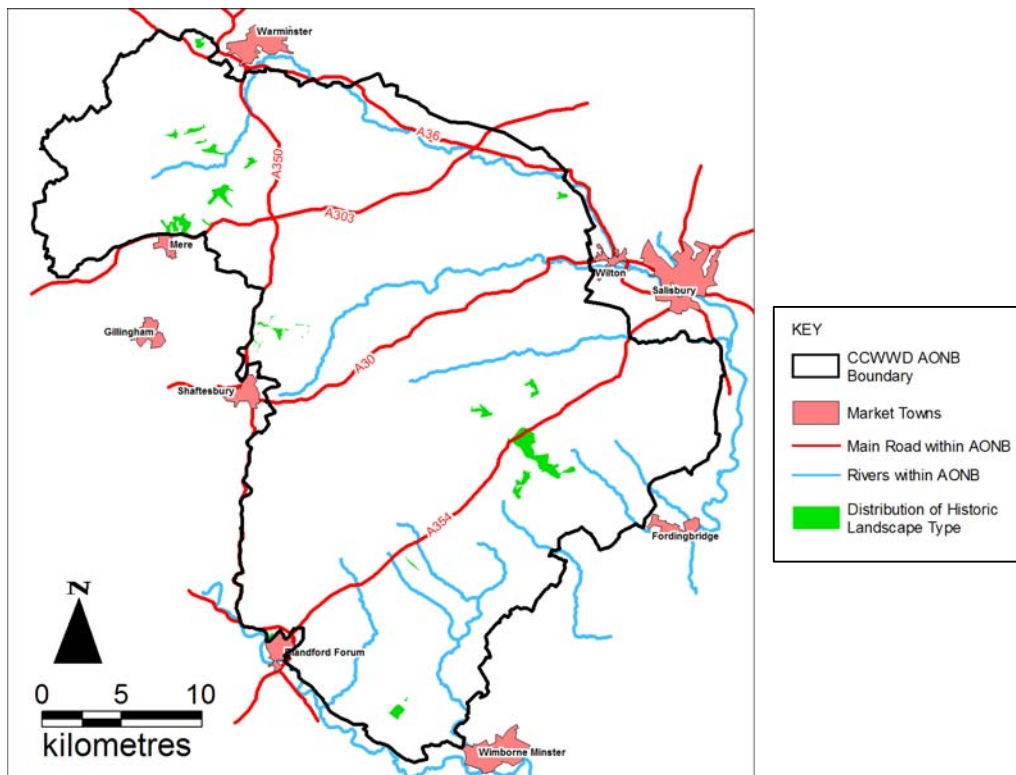 Warminster
A36
A350
A303
Mere
Wilton
Salisbury
Gillingham
A30
Shaftesbury
A354
Fordingbridge
N
Blandford Forum
0 5 10
kilometres
Wimborne Minster
KEY
CCWWD AONB
Boundary
Market Towns
Main Road within AONB
Rivers within AONB
Distribution of Historic
Landscape Type